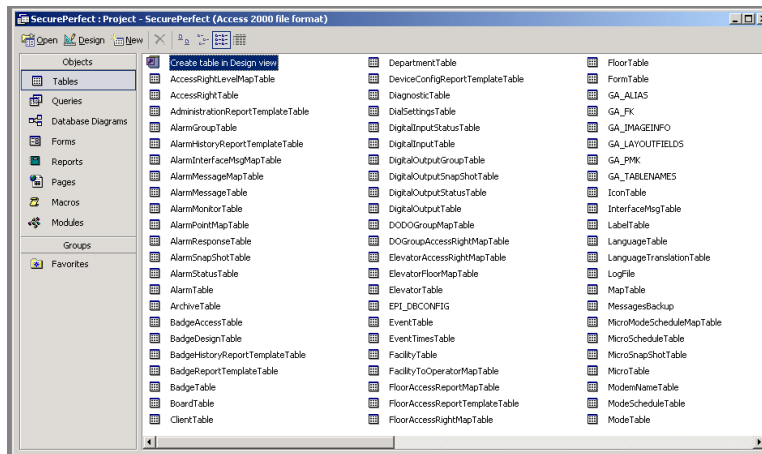 SecurePerfect : Project - SecurePerfect (Access 2000 file format)
Open Design New
Objects
Tables
Queries
Database Diagrams
Forms
Reports
Pages
Macros
Modules
Groups
Favorites
Create table in Design view
AccessRightLevelMapTable
AccessRightTable
AdministrationReportTemplateTable
AlarmGroupTable
AlarmHistoryReportTemplateTable
AlarmInterfaceMsgMapTable
AlarmMessageMapTable
AlarmMessageTable
AlarmMonitorTable
AlarmPointMapTable
AlarmResponseTable
AlarmSnapShotTable
AlarmStatusTable
AlarmTable
ArchiveTable
BadgeAccessTable
BadgeDesignTable
BadgeHistoryReportTemplateTable
BadgeReportTemplateTable
BadgeTable
BoardTable
ClientTable
DepartmentTable
DeviceConfigReportTemplateTable
DiagnosticTable
DialSettingsTable
DigitalInputStatusTable
DigitalInputTable
DigitalOutputGroupTable
DigitalOutputSnapShotTable
DigitalOutputStatusTable
DigitalOutputTable
DODOGroupMapTable
DOGroupAccessRightMapTable
ElevatorAccessRightMapTable
ElevatorFloorMapTable
ElevatorTable
EPI_DBCONFIG
EventTable
EventTimesTable
FacilityTable
FacilityToOperatorMapTable
FloorAccessReportMapTable
FloorAccessReportTemplateTable
FloorAccessRightMapTable
FloorTable
FormTable
GA_ALIAS
GA_FK
GA_IMAGEINFO
GA_LAYOUTFIELDS
GA_PMK
GA_TABLENAMES
IconTable
InterfaceMsgTable
LabelTable
LanguageTable
LanguageTranslationTable
LogFile
MapTable
MessagesBackup
MicroModeScheduleMapTable
MicroScheduleTable
MicroSnapShotTable
MicroTable
ModemNameTable
ModeScheduleTable
ModeTable